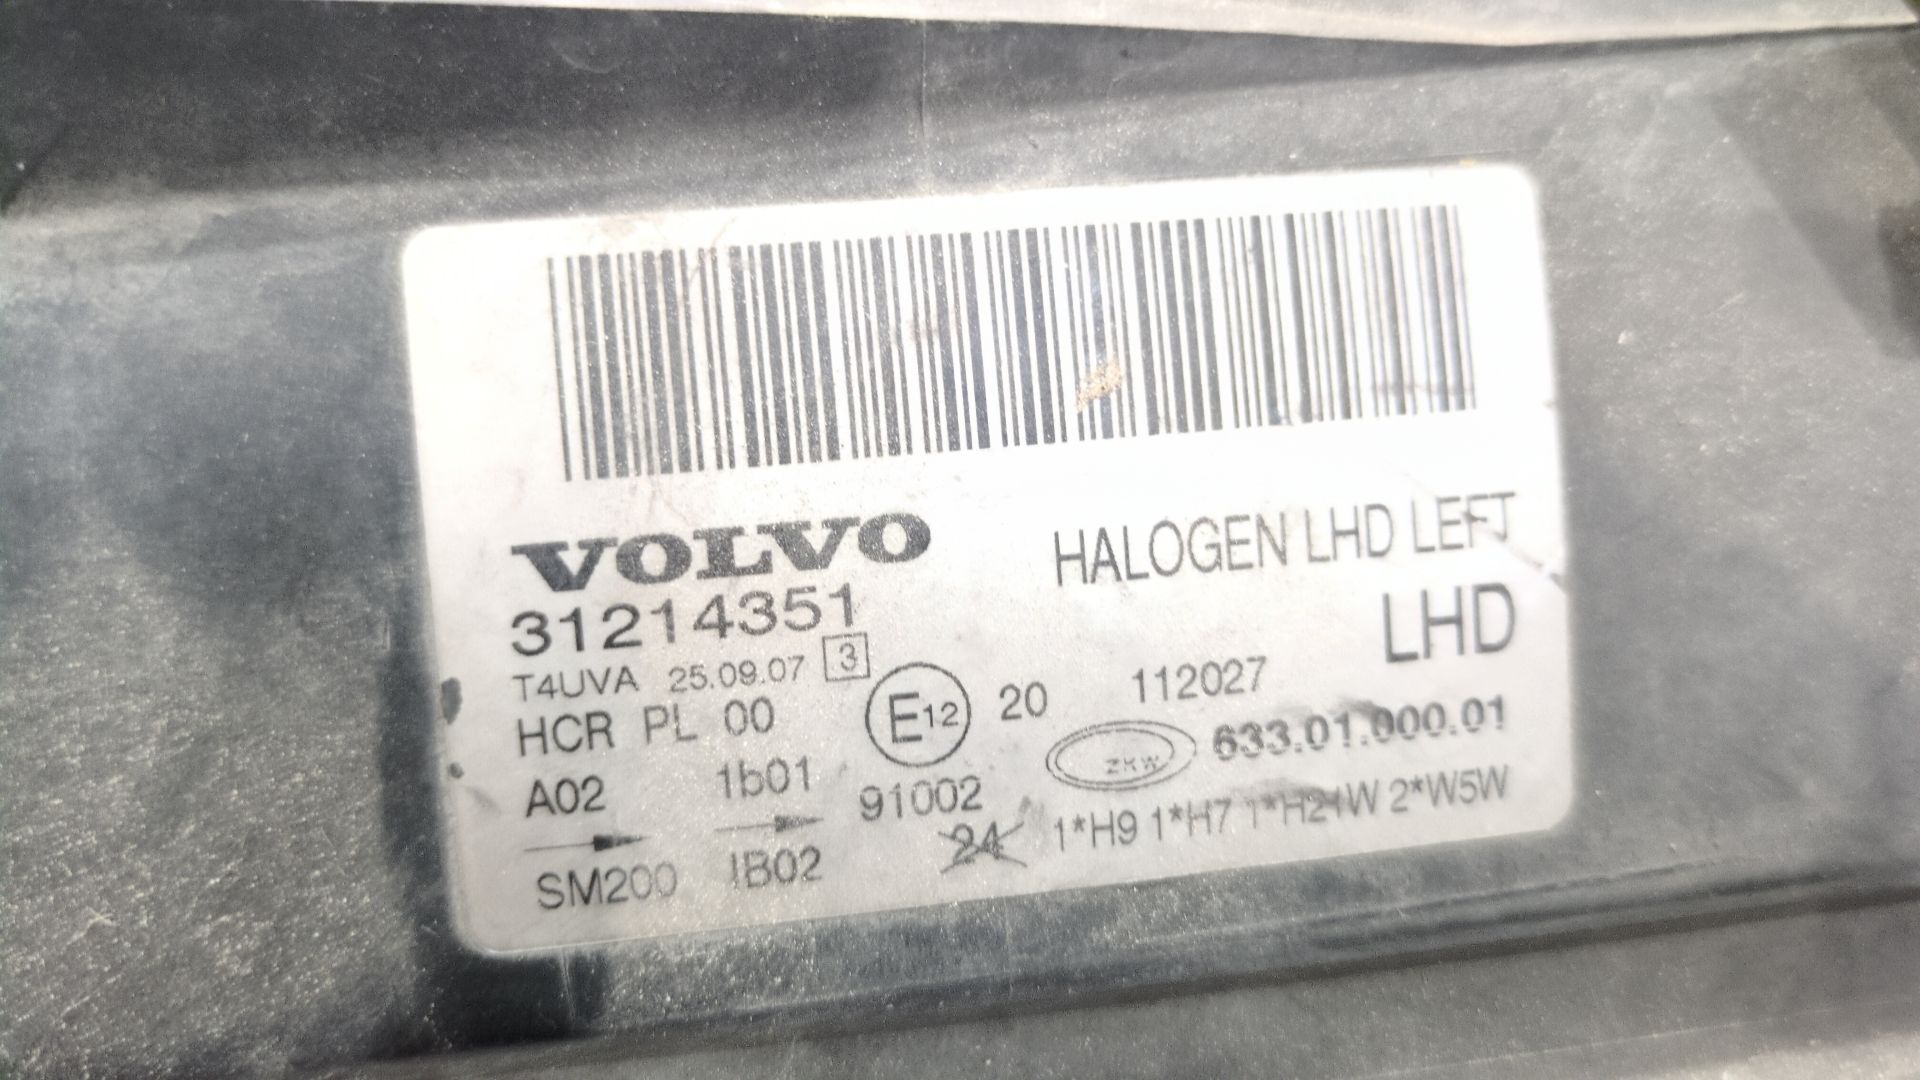 VOLVO HALOGEN LHD LEFT
31214351 LHD
T4UVA 25.09.07 3
HCR PL 00 E12 20 112027
ZKW 633.01.000.01
A02 1b01 91002
24 1*H9 1*H7 1*H21W 2*W5W
SM200 IB02